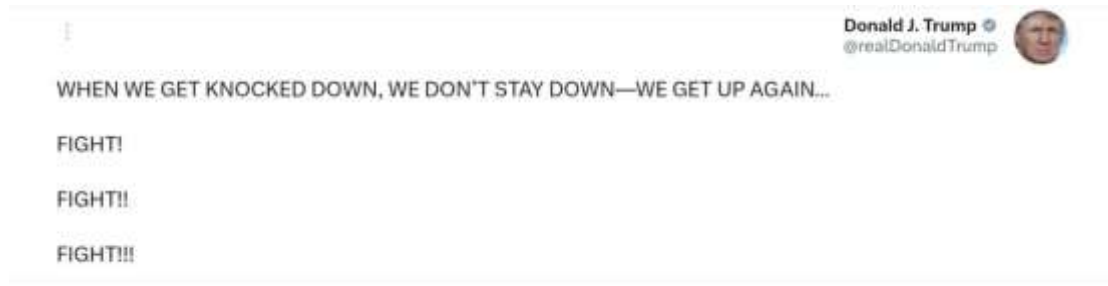 Donald J. Trump
@realDonaldTrump
WHEN WE GET KNOCKED DOWN, WE DON'T STAY DOWN—WE GET UP AGAIN...
FIGHT!
FIGHT!!
FIGHT!!!